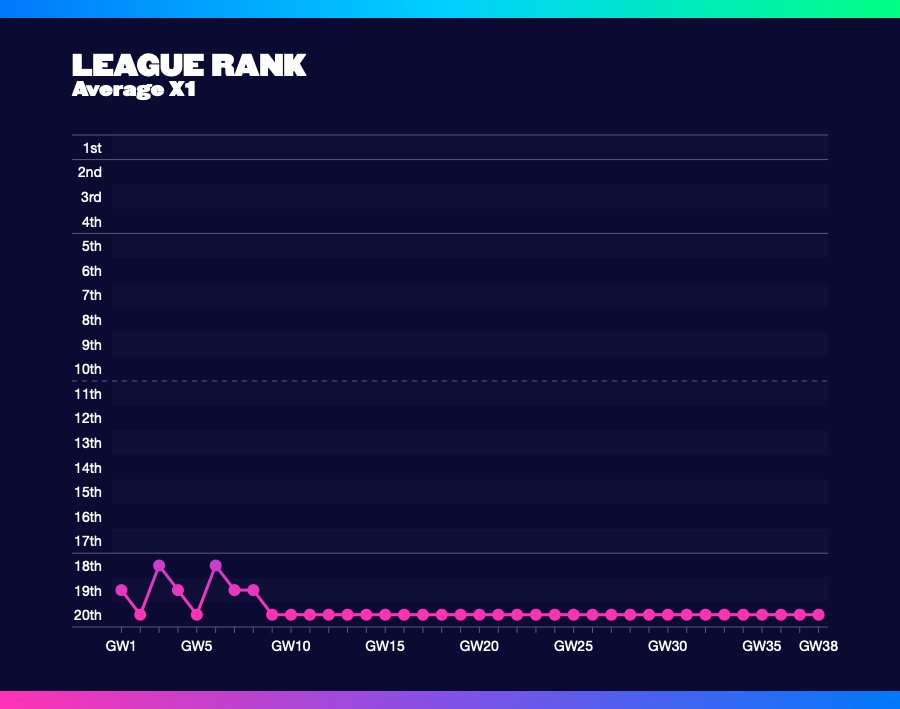 LEAGUE RANK
Average X1
1st
2nd
3rd
4th
5th
6th
7th
8th
9th
10th
11th
12th
13th
14th
15th
16th
17th
18th
19th
20th
GW1 GW5 GW10 GW15 GW20 GW25 GW30 GW35 GW38